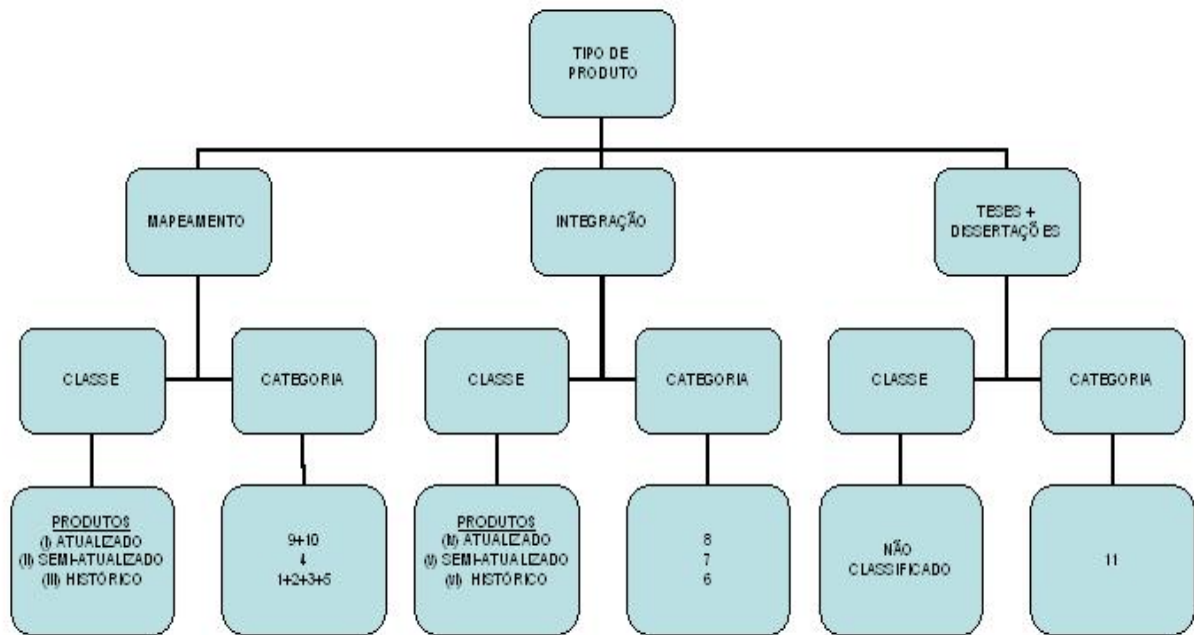 TIPO DE
PRODUTO
MAPEAMENTO
INTEGRAÇÃO
TESES +
DISSERTAÇÕES
CLASSE
CATEGORIA
CLASSE
CATEGORIA
CLASSE
CATEGORIA
PRODUTOS
(I) ATUALIZADO
(II) SEMI-ATUALIZADO
(III) HISTÓRICO
9+10
4
1+2+3+5
PRODUTOS
(IV) ATUALIZADO
(V) SEMI-ATUALIZADO
(VI) HISTÓRICO
8
7
6
NÃO
CLASSIFICADO
11